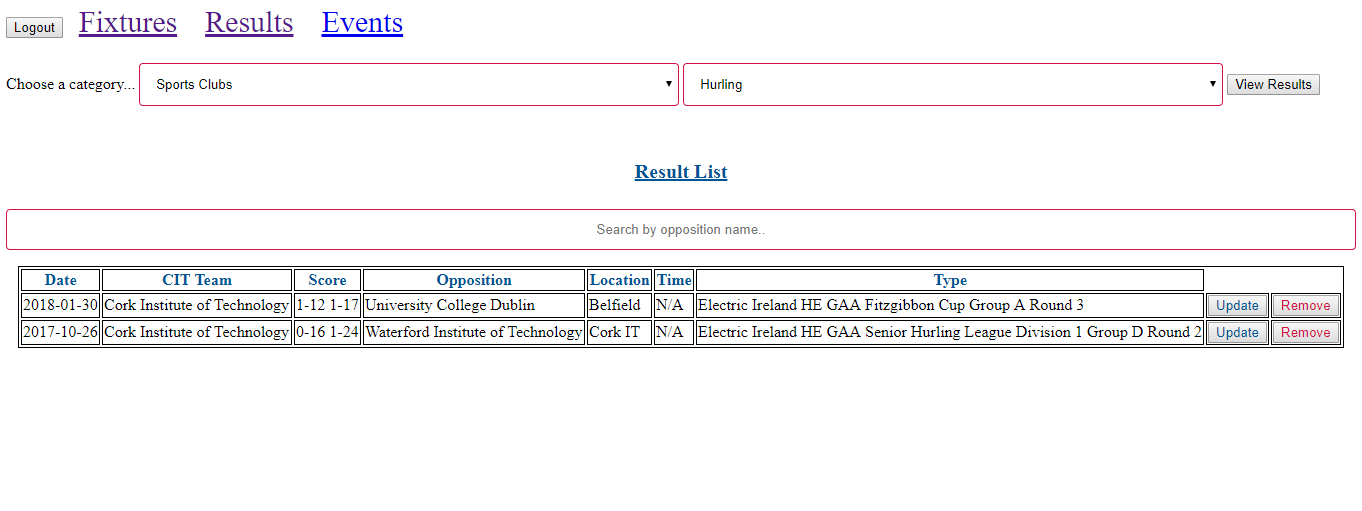 Logout Fixtures Results Events
Choose a category... Sports Clubs Hurling View Results
Result List
Search by opposition name..
Date CIT Team Score Opposition Location Time Type
2018-01-30 Cork Institute of Technology 1-12 1-17 University College Dublin Belfield N/A Electric Ireland HE GAA Fitzgibbon Cup Group A Round 3 Update Remove
2017-10-26 Cork Institute of Technology 0-16 1-24 Waterford Institute of Technology Cork IT N/A Electric Ireland HE GAA Senior Hurling League Division 1 Group D Round 2 Update Remove